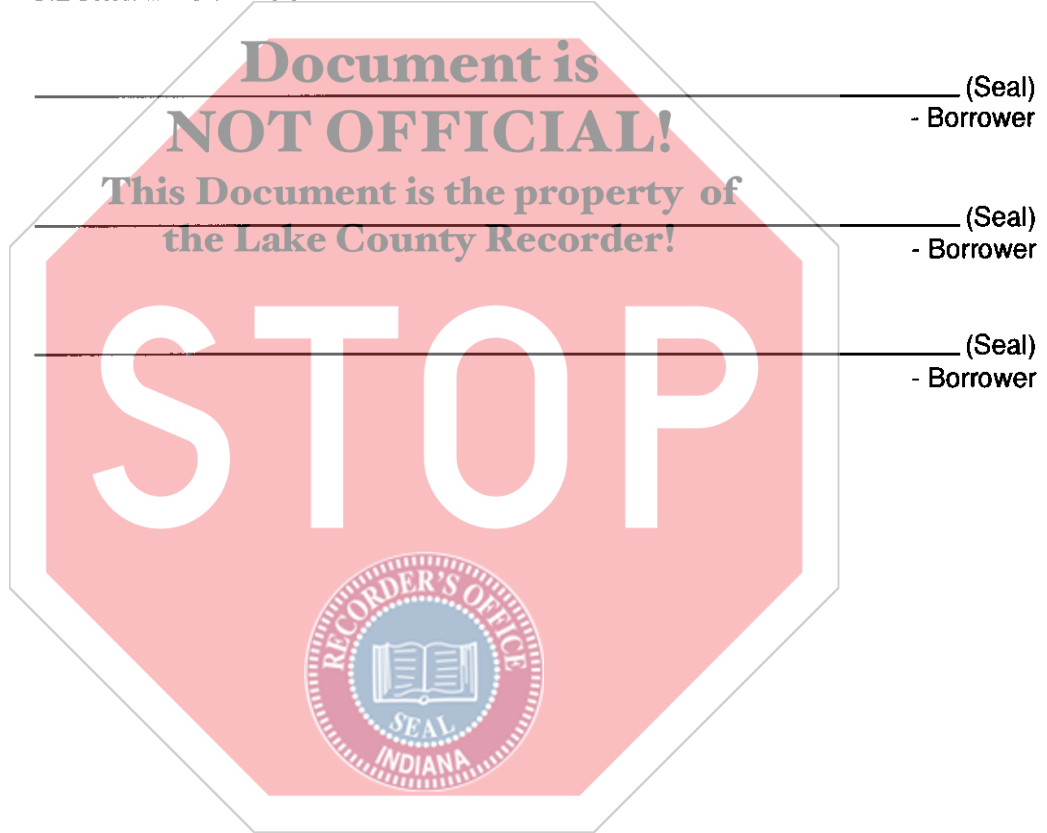 Document is
(Seal)
- Borrower
NOT OFFICIAL!
This Document is the property of
(Seal)
- Borrower
the Lake County Recorder!
(Seal)
- Borrower
STOP
RECORDER'S OFFICE
SEAL
INDIANA